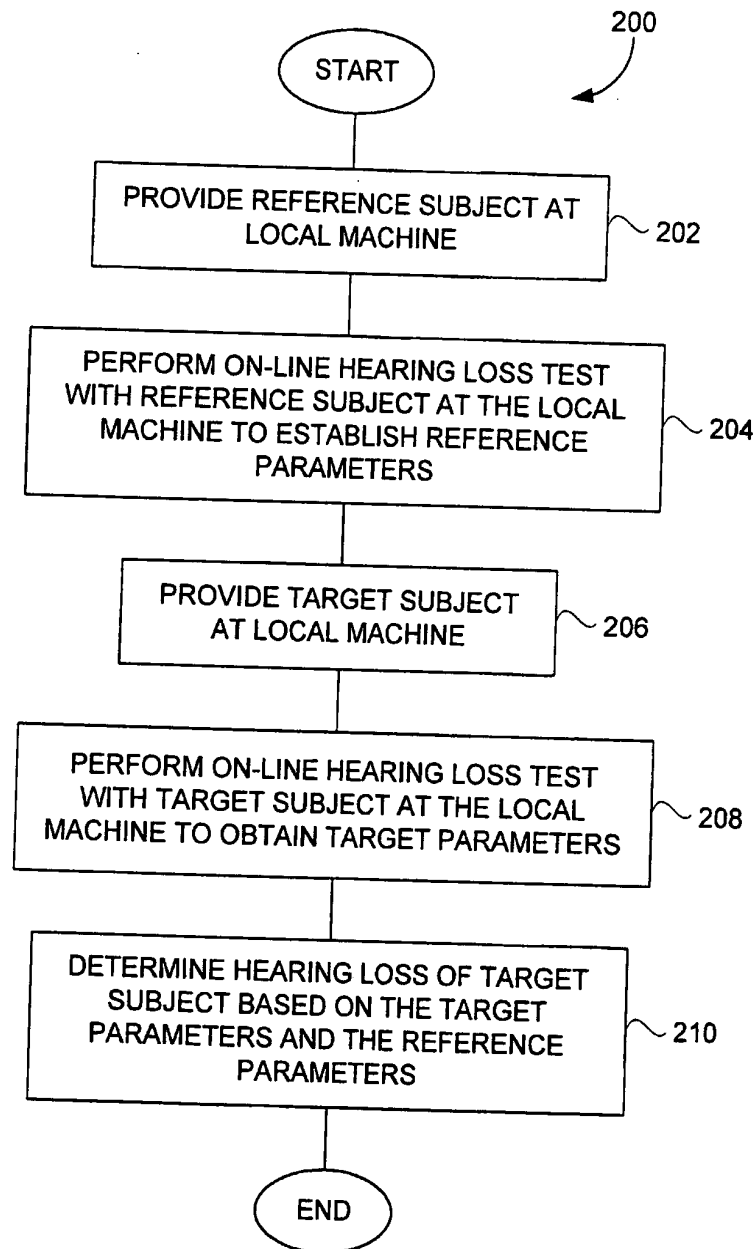 200
START
PROVIDE REFERENCE SUBJECT AT
LOCAL MACHINE
202
PERFORM ON-LINE HEARING LOSS TEST
WITH REFERENCE SUBJECT AT THE LOCAL
MACHINE TO ESTABLISH REFERENCE
PARAMETERS
204
PROVIDE TARGET SUBJECT
AT LOCAL MACHINE
206
PERFORM ON-LINE HEARING LOSS TEST
WITH TARGET SUBJECT AT THE LOCAL
MACHINE TO OBTAIN TARGET PARAMETERS
208
DETERMINE HEARING LOSS OF TARGET
SUBJECT BASED ON THE TARGET
PARAMETERS AND THE REFERENCE
PARAMETERS
210
END